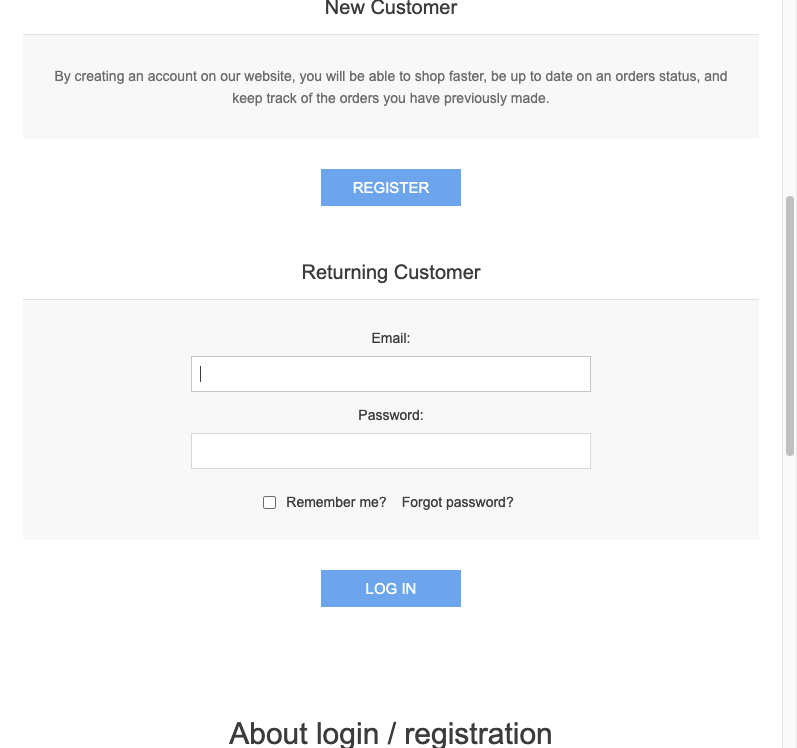 New Customer
By creating an account on our website, you will be able to shop faster, be up to date on an orders status, and
keep track of the orders you have previously made.
REGISTER
Returning Customer
Email:
Password:
Remember me? Forgot password?
LOG IN
About login / registration